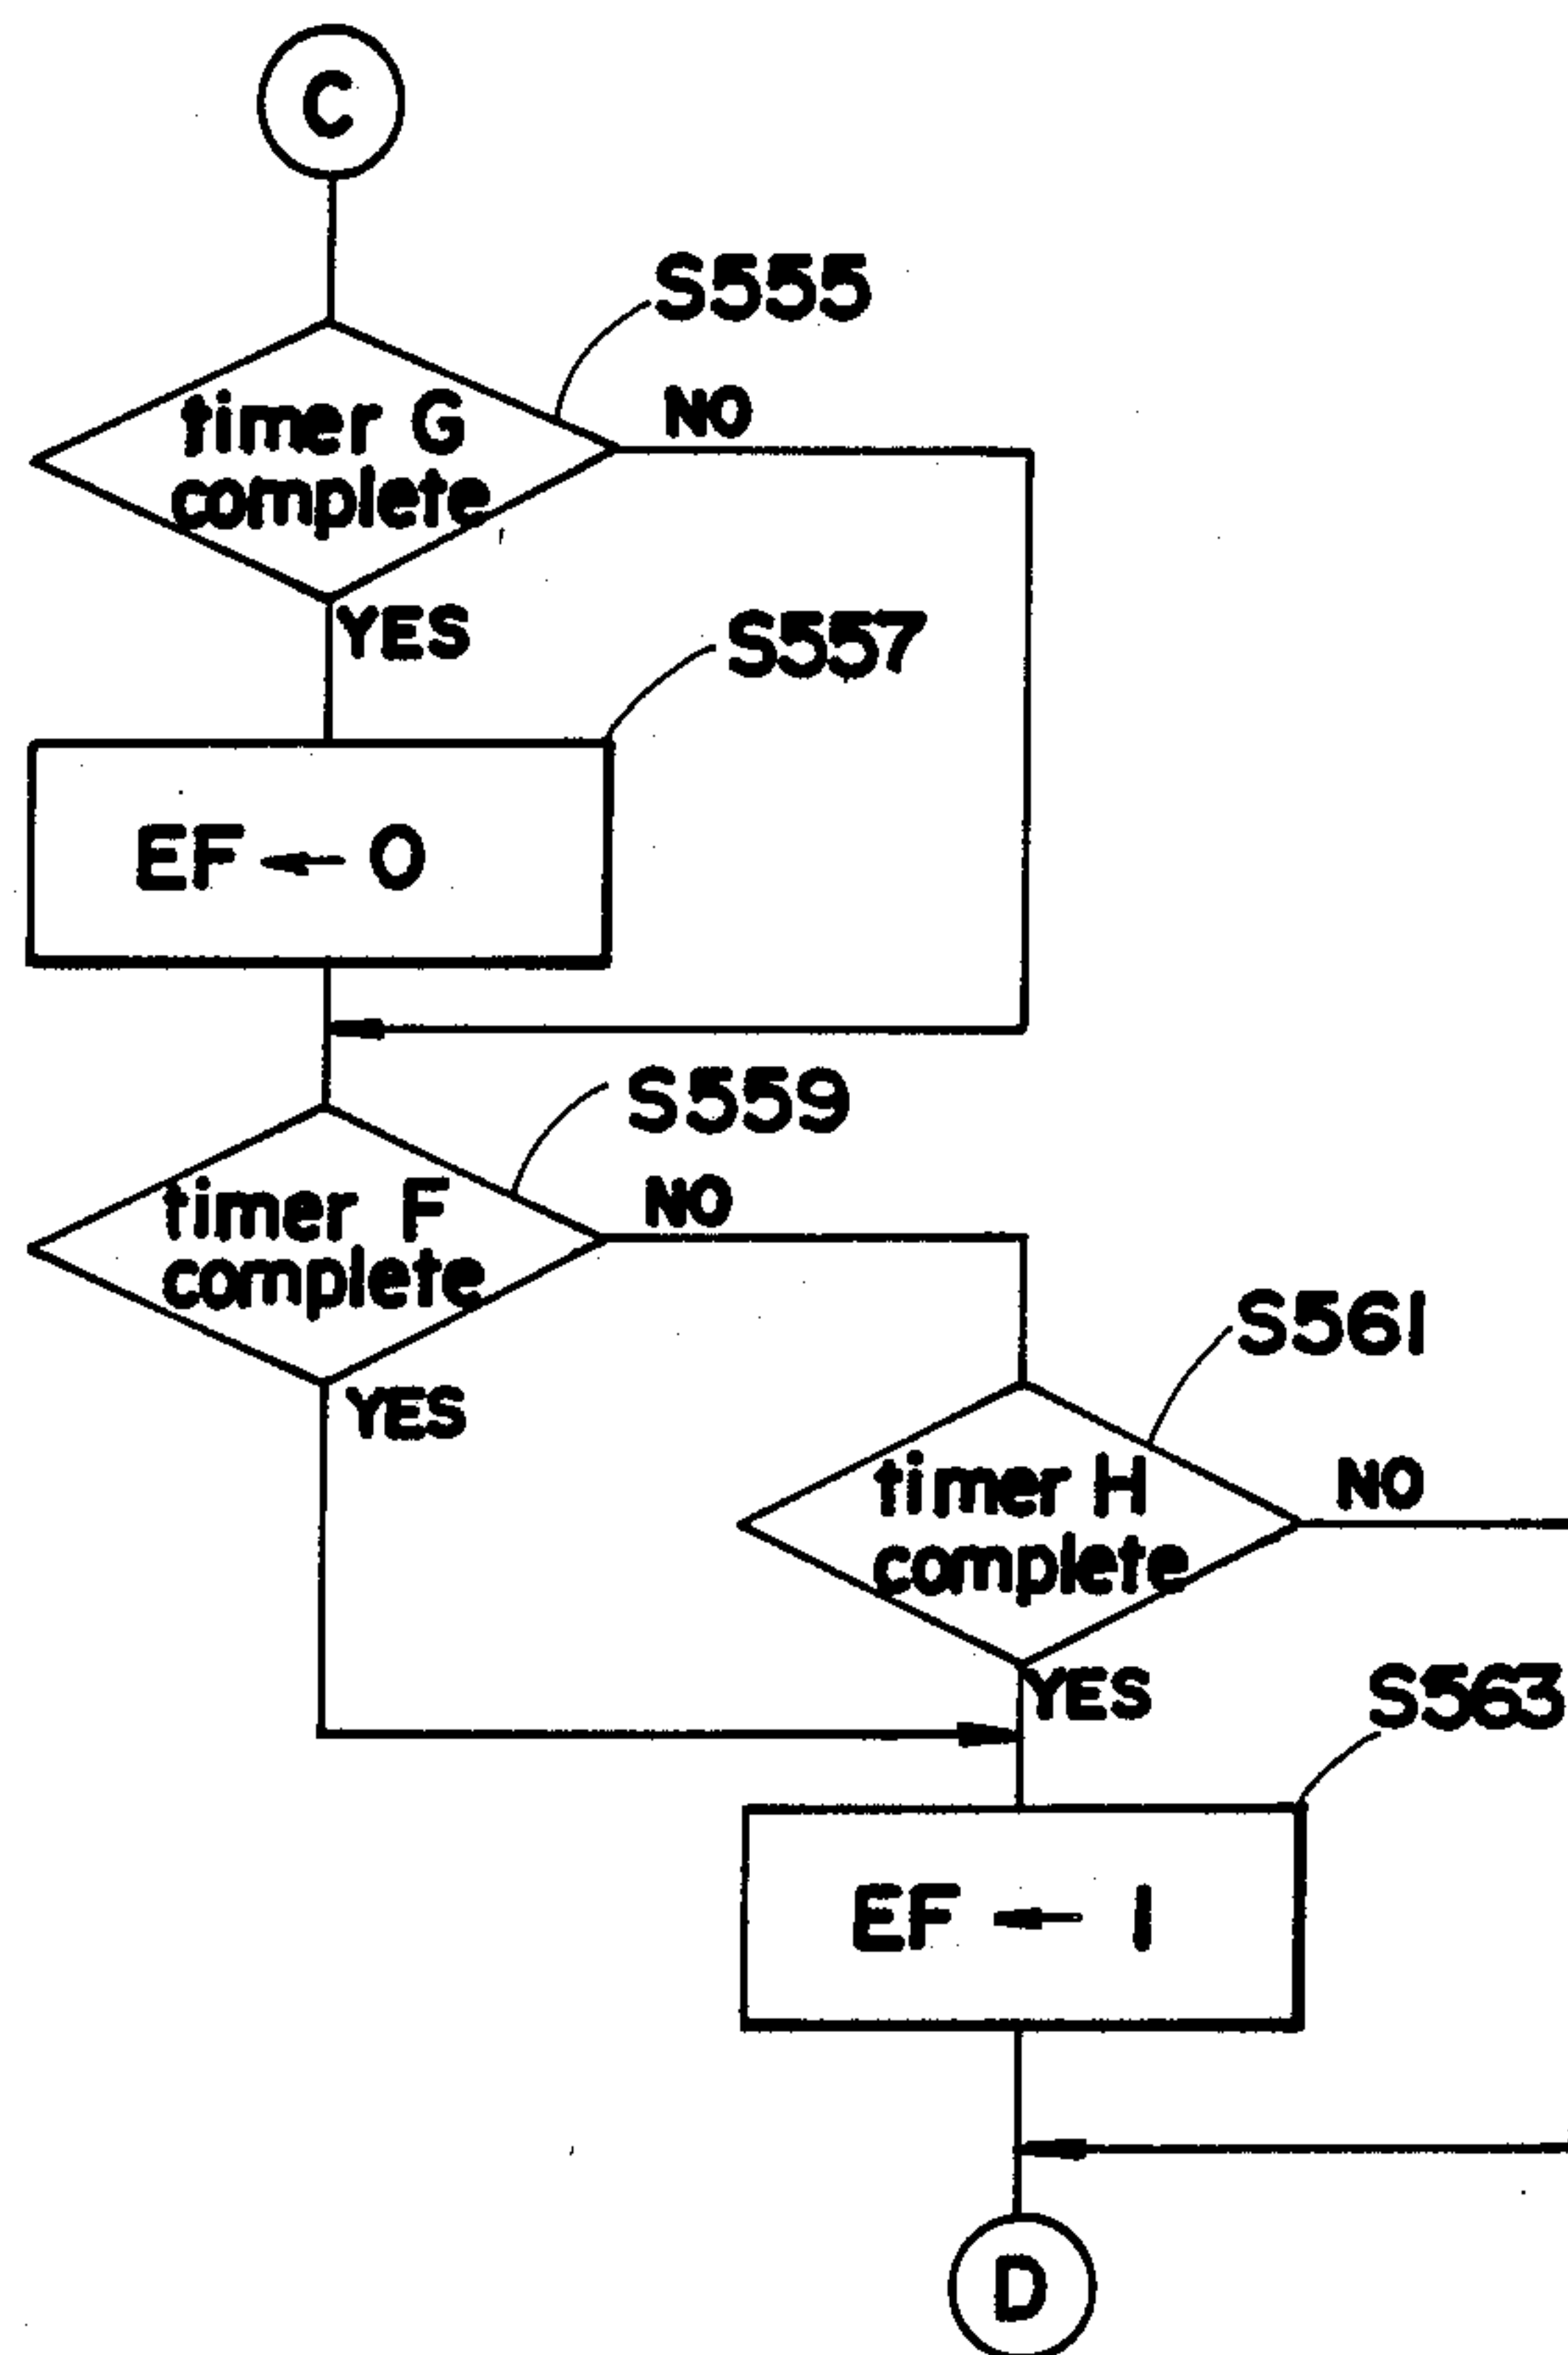 C
S555
timer G
complete
NO
YES
S557
EF ← 0
S559
timer F
complete
NO
YES
S561
timer H
complete
NO
YES
S563
EF ← 1
D